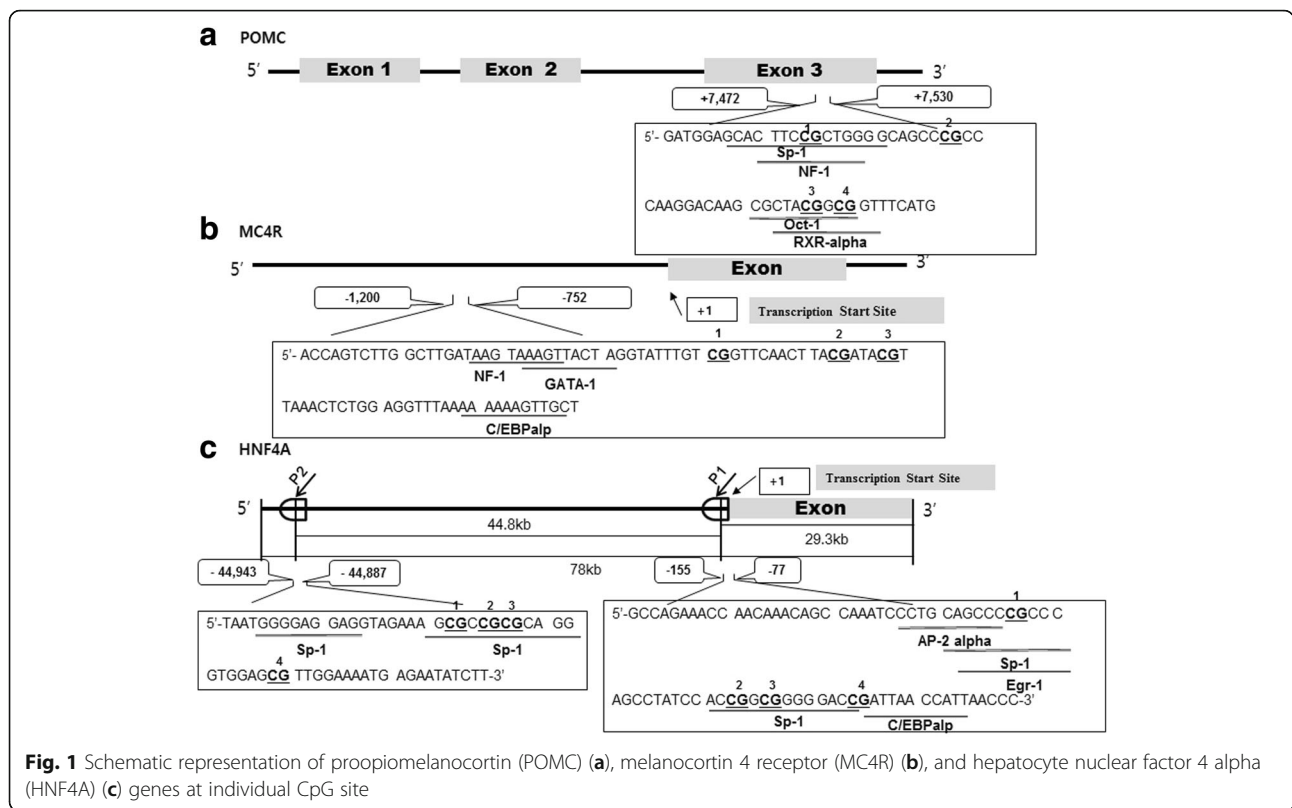 a POMC
5' Exon 1 Exon 2 Exon 3 3'
+7,472 +7,530
1 2
5'- GATGGAGCAC TTCCGCTGGG GCAGCCCGCC
Sp-1
NF-1
3 4
CAAGGACAAG CGCTACGGCG GTTTCATG
Oct-1
RXR-alpha
b MC4R
5' Exon 3'
-1,200 -752 +1 Transcription Start Site
1 2 3
5'- ACCAGTCTTG GCTTGATAAG TAAAGTTACT AGGTATTTGT CGGTTCAACT TACGATACGT
NF-1 GATA-1
TAAACTCTGG AGGTTTAAAA AAAAGTTGCT
C/EBPalp
c HNF4A
P2 P1 +1 Transcription Start Site
5' Exon 3'
44.8kb 29.3kb
78kb
- 44,943 - 44,887 -155 -77
1 2 3
5'-TAATGGGGAG GAGGTAGAAA GCGCCGCGCA GG
Sp-1 Sp-1
4
GTGGAGCG TTGGAAAATG AGAATATCTT-3'
1
5'-GCCAGAAACC AACAAACAGCC CAAATCCCTGC CAGCCCCGCC C
AP-2 alpha
Sp-1
Egr-1
2 3 4
AGCCTATCC ACCGGCGGGG GACCGATTAA CCATTAACCC-3'
Sp-1 C/EBPalp
Fig. 1 Schematic representation of proopiomelanocortin (POMC) (a), melanocortin 4 receptor (MC4R) (b), and hepatocyte nuclear factor 4 alpha
(HNF4A) (c) genes at individual CpG site